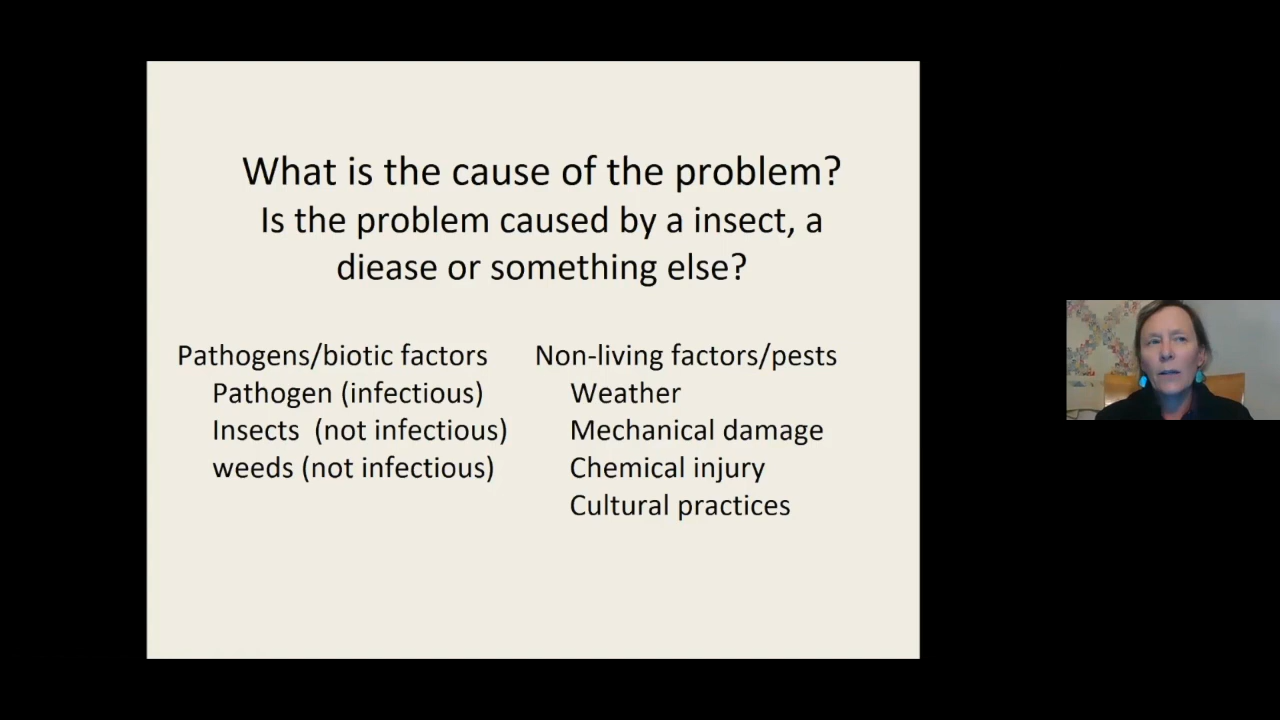 What is the cause of the problem?
Is the problem caused by a insect, a
diease or something else?
Pathogens/biotic factors
Pathogen (infectious)
Insects  (not infectious)
weeds (not infectious)
Non-living factors/pests
Weather
Mechanical damage
Chemical injury
Cultural practices